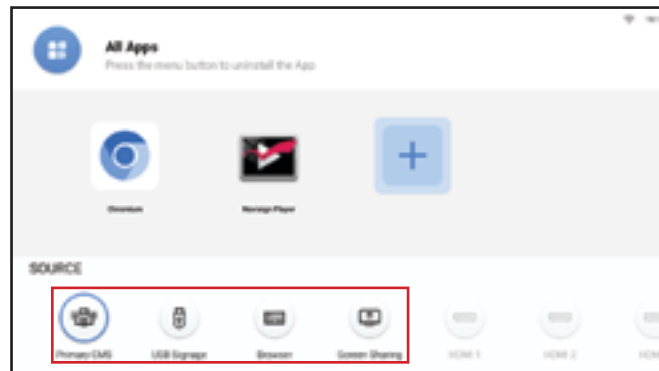 All Apps
Press the menu button to uninstall the App
Chromium
Novisign Player
SOURCE
Primary CMS
USB Signage
Browser
Screen Sharing
HDMI 1
HDMI 2